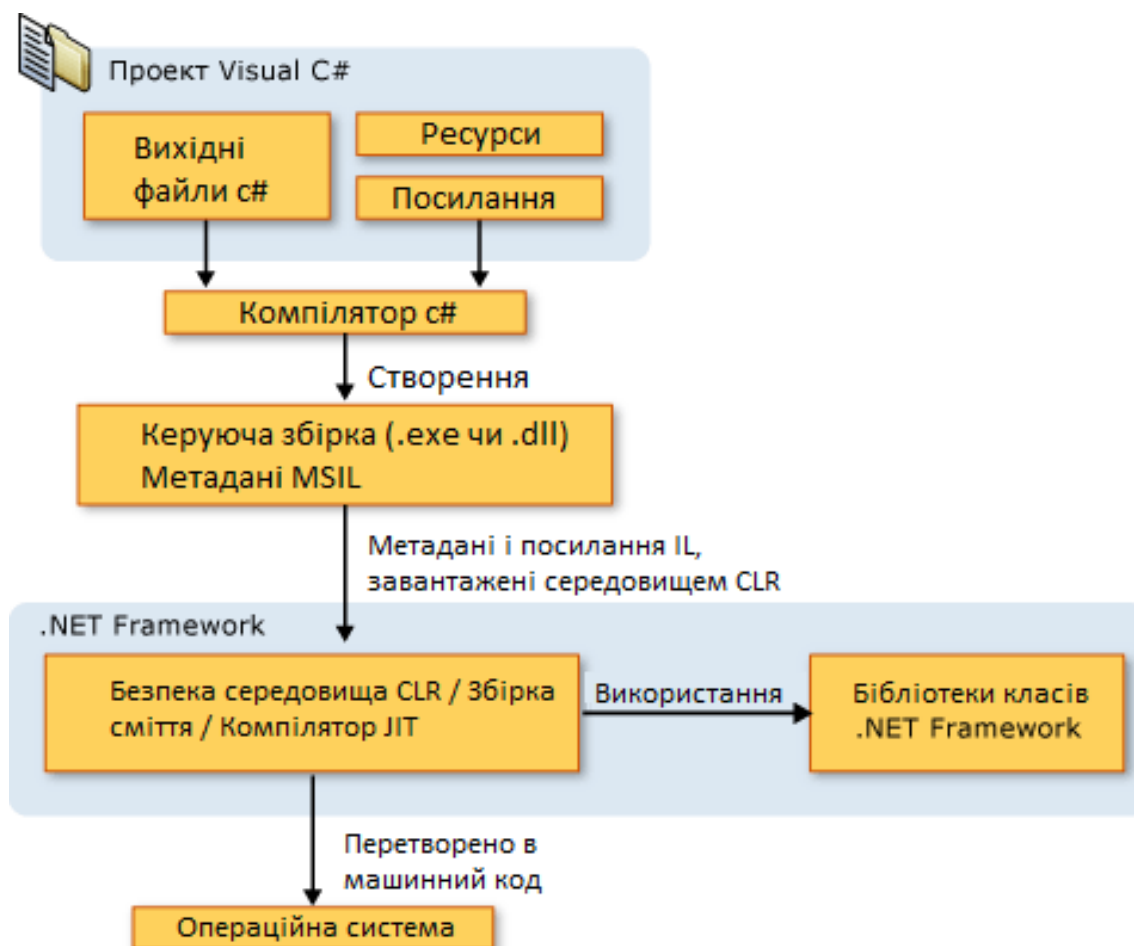 Проект Visual C#
Вихідні
файли c#
Ресурси
Посилання
Компілятор c#
Створення
Керуюча збірка (.exe чи .dll)
Метадані MSIL
Метадані і посилання IL,
завантажені середовищем CLR
.NET Framework
Безпека середовища CLR / Збірка
сміття / Компілятор JIT
Використання
Бібліотеки класів
.NET Framework
Перетворено в
машинний код
Операційна система